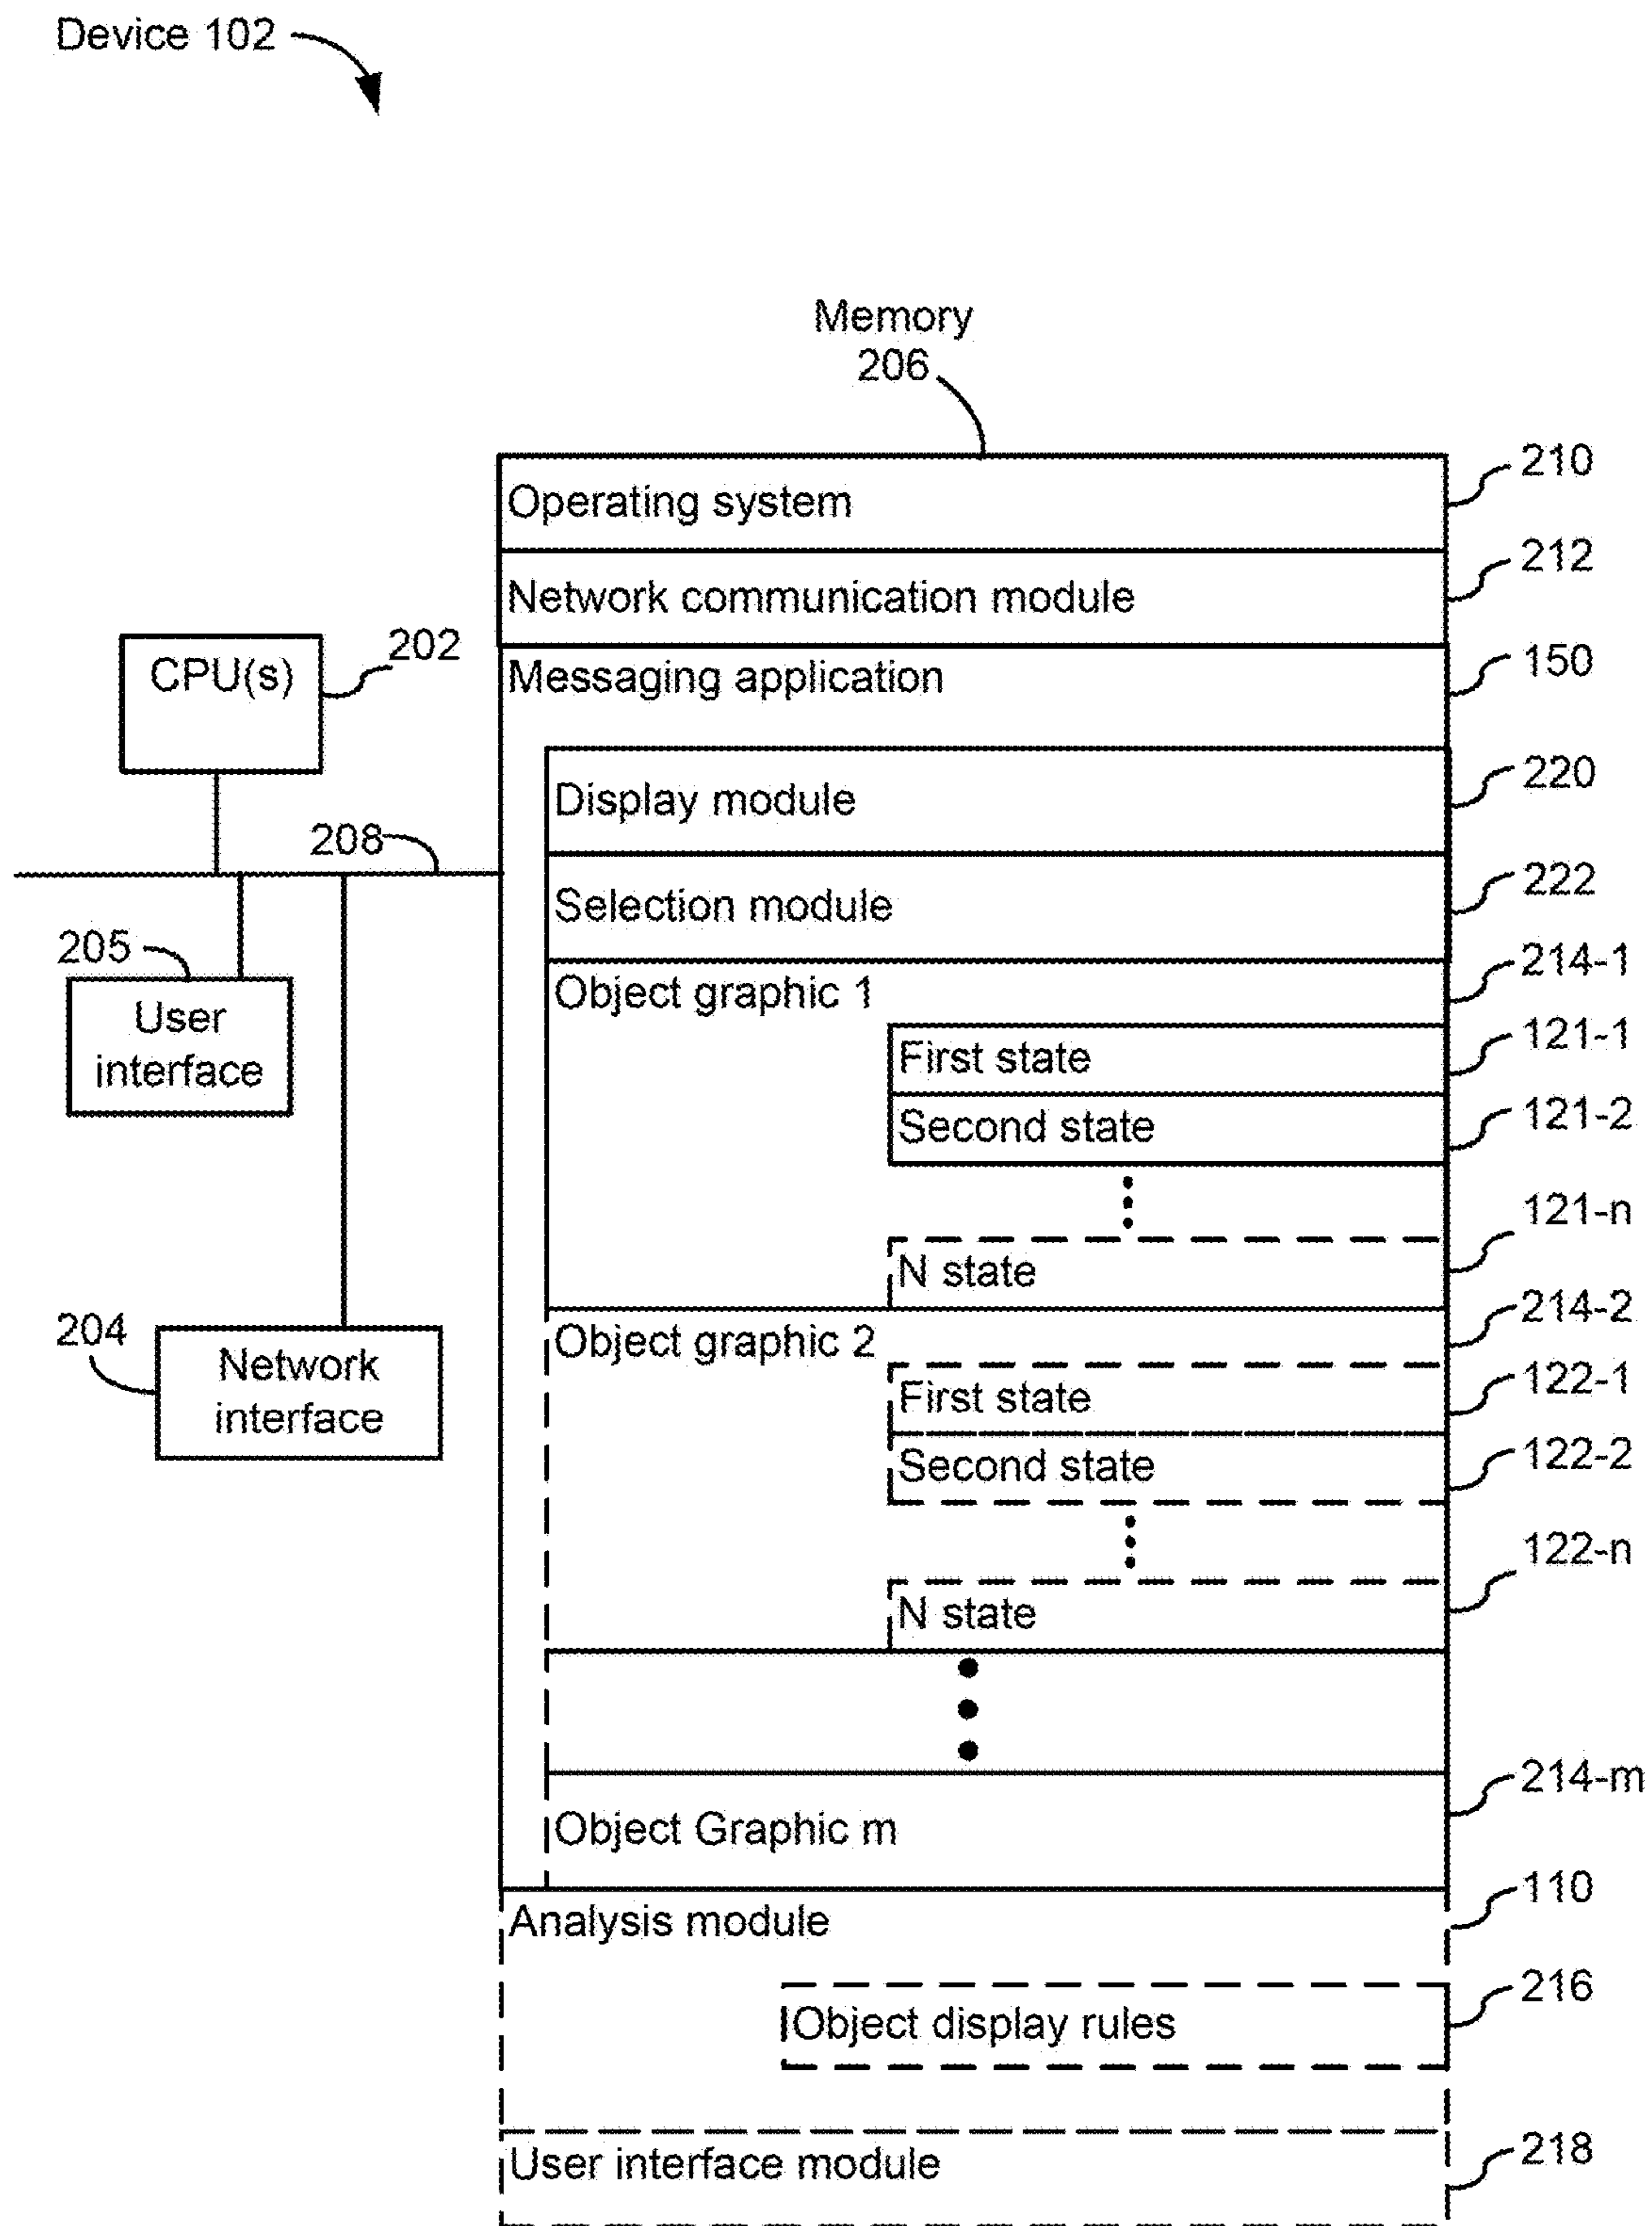 Device 102
Memory
206
Operating system
210
Network communication module
212
CPU(s)
202
Messaging application
150
Display module
220
208
Selection module
222
205
User
interface
Object graphic 1
214-1
First state
121-1
Second state
121-2
N state
121-n
204
Network
interface
Object graphic 2
214-2
First state
122-1
Second state
122-2
N state
122-n
Object Graphic m
214-m
Analysis module
110
Object display rules
216
User interface module
218